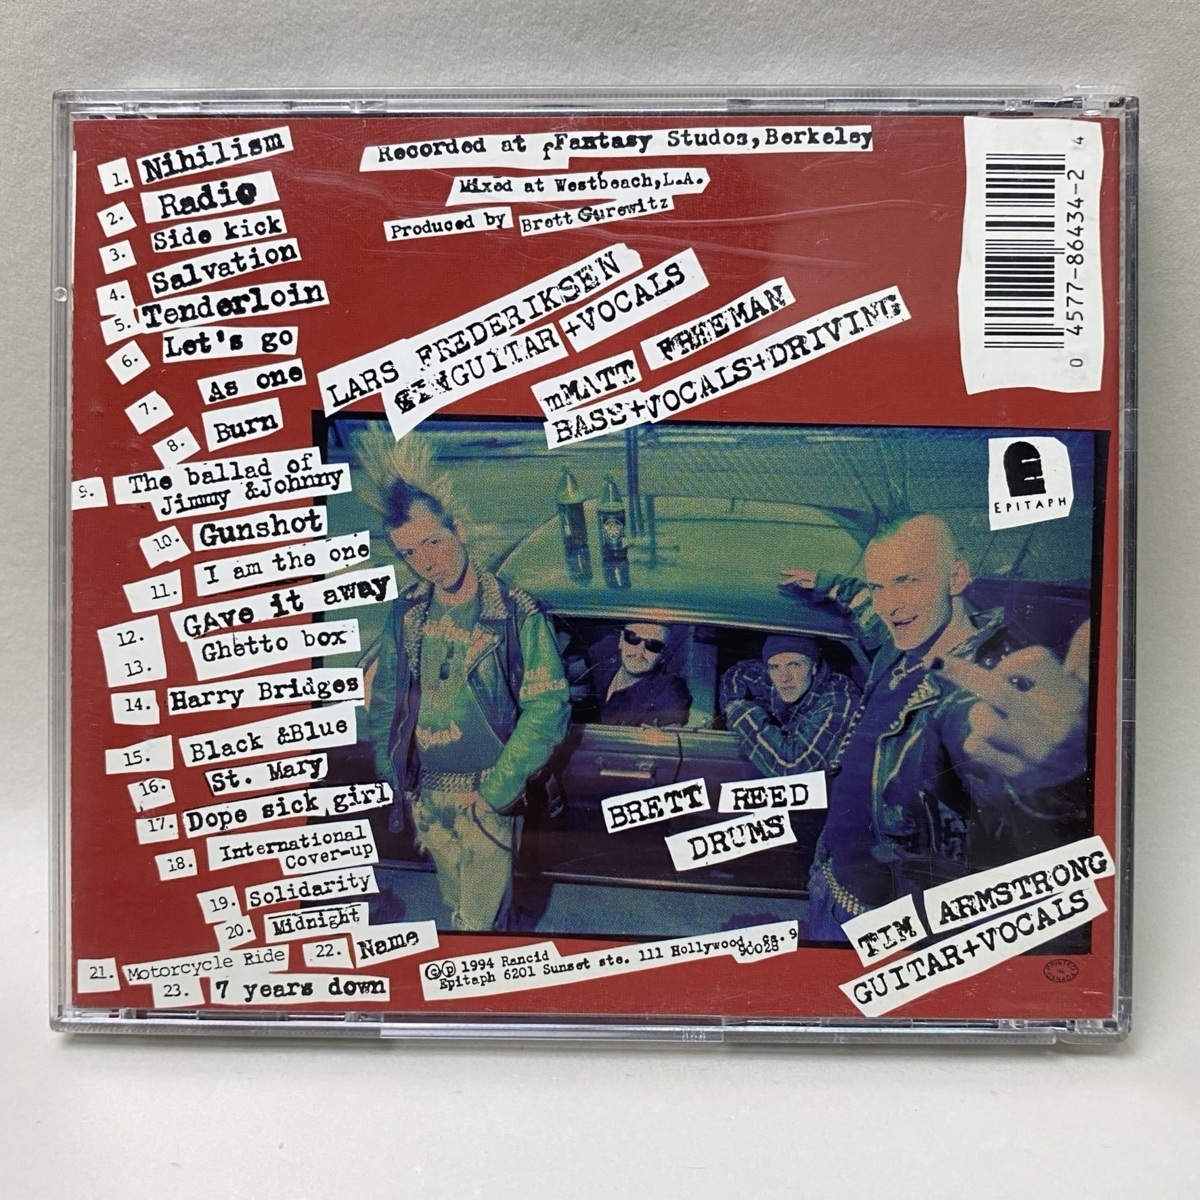 1. Nihilism
2. Radio
3. Side kick
4. Salvation
5. Tenderloin
6. Let's go
7. As one
8. Burn
9. The ballad of
Jimmy &Johnny
10. Gunshot
11. I am the one
12. GAve it away
13. Ghetto box
14. Harry Bridges
15. Black &Blue
16. St. Mary
17. Dope sick girl
18. International
Cover-up
19. Solidarity
20. Midnight
21. Motorcycle Ride 22. Name
23. 7 years down
Recorded at fFantasy Studos, Berkeley
Mixed at Westbeach, L.A.
Produced by Brett Gurewitz
LARS FREDERIKSEN
GUITAR +VOCALS
mMATT FREEMAN
BASS+VOCALS+DRIVING
0 4577-86434-2 4
EPITAPH
BRETT REED
DRUMS
TIM ARMSTRONG
GUITAR+VOCALS
©℗ 1994 Rancid
Epitaph 6201 Sunset ste. 111 Hollywood, ca. 9
90028
PRINTED IN CANADA